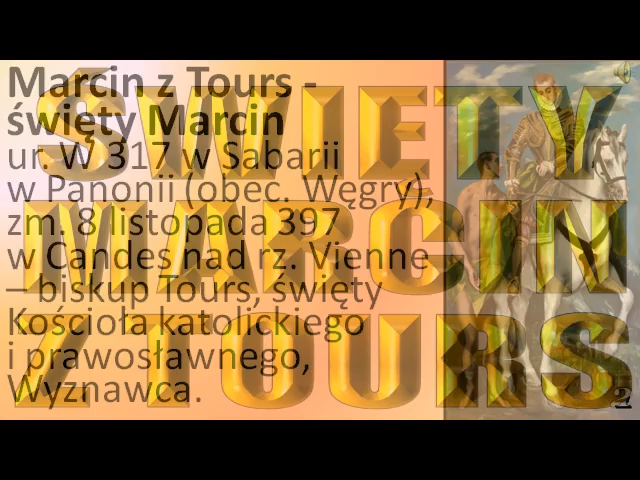 Marcin z Tours -
święty Marcin
ur. W 317 w Sabarii
w Panonii (obec. Węgry),
zm. 8 listopada 397
w Candes nad rz. Vienne
– biskup Tours, święty
Kościoła katolickiego
i prawosławnego,
Wyznawca.
ŚWIĘTY
MARCIN
Z TOURS
2